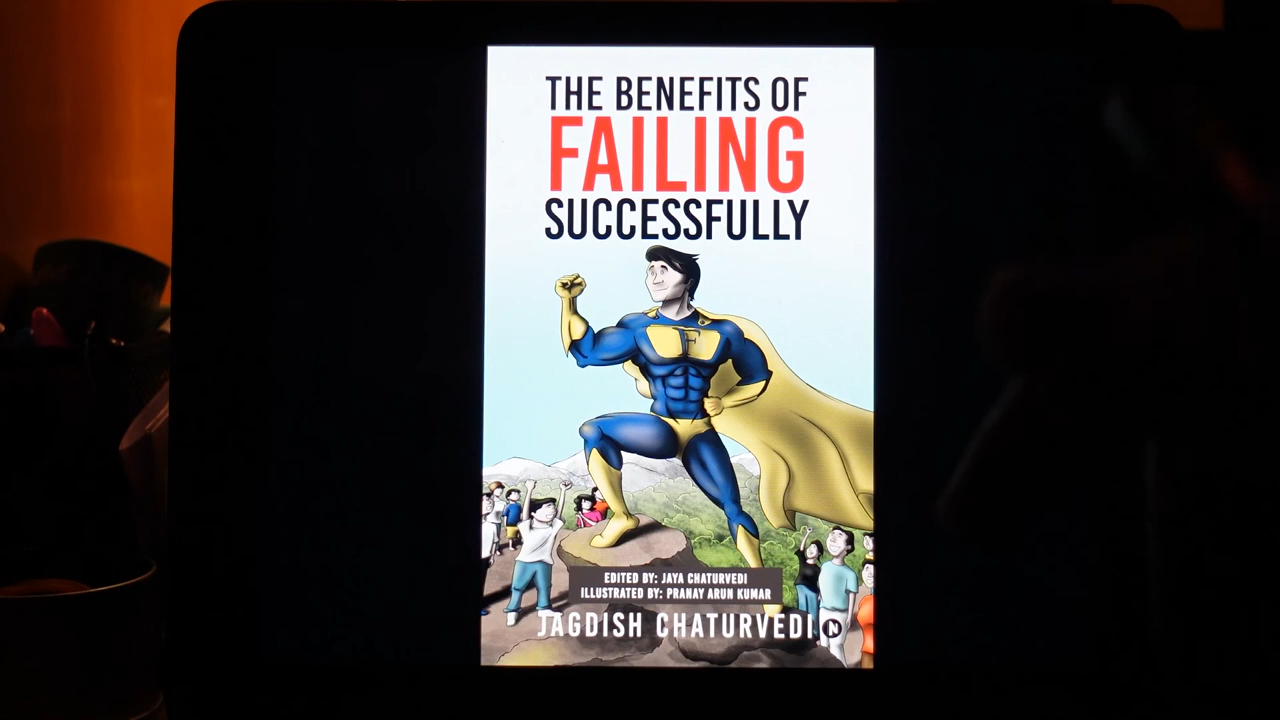 THE BENEFITS OF
FAILING
SUCCESSFULLY
F
EDITED BY: JAYA CHATURVEDI
ILLUSTRATED BY: PRANAY ARUN KUMAR
JAGDISH CHATURVEDI N